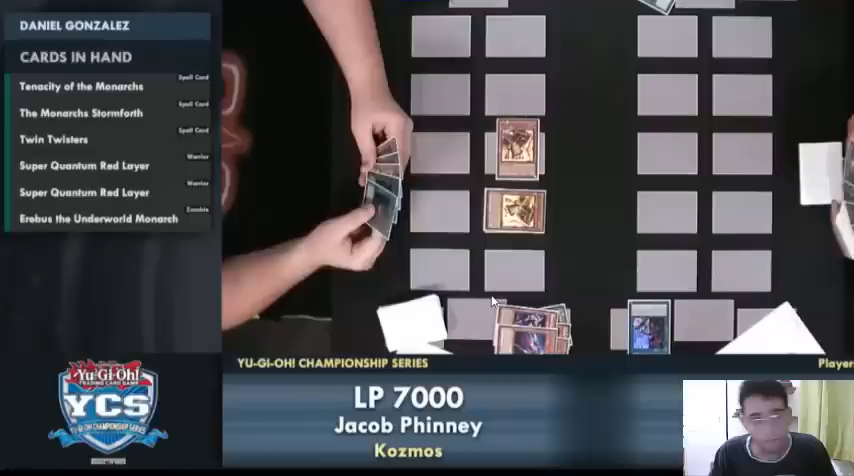 DANIEL GONZALEZ
CARDS IN HAND
Spell Card
Tenacity of the Monarchs
Spell Card
The Monarchs Stormforth
Spell Card
Twin Twisters
Warrior
Super Quantum Red Layer
Warrior
Super Quantum Red Layer
Zombie
Erebus the Underworld Monarch
Yu-Gi-Oh!
TRADING CARD GAME
YCS
YU-GI-OH! CHAMPIONSHIP SERIES
YU-GI-OH! CHAMPIONSHIP SERIES
Player
LP 7000
Jacob Phinney
Kozmos